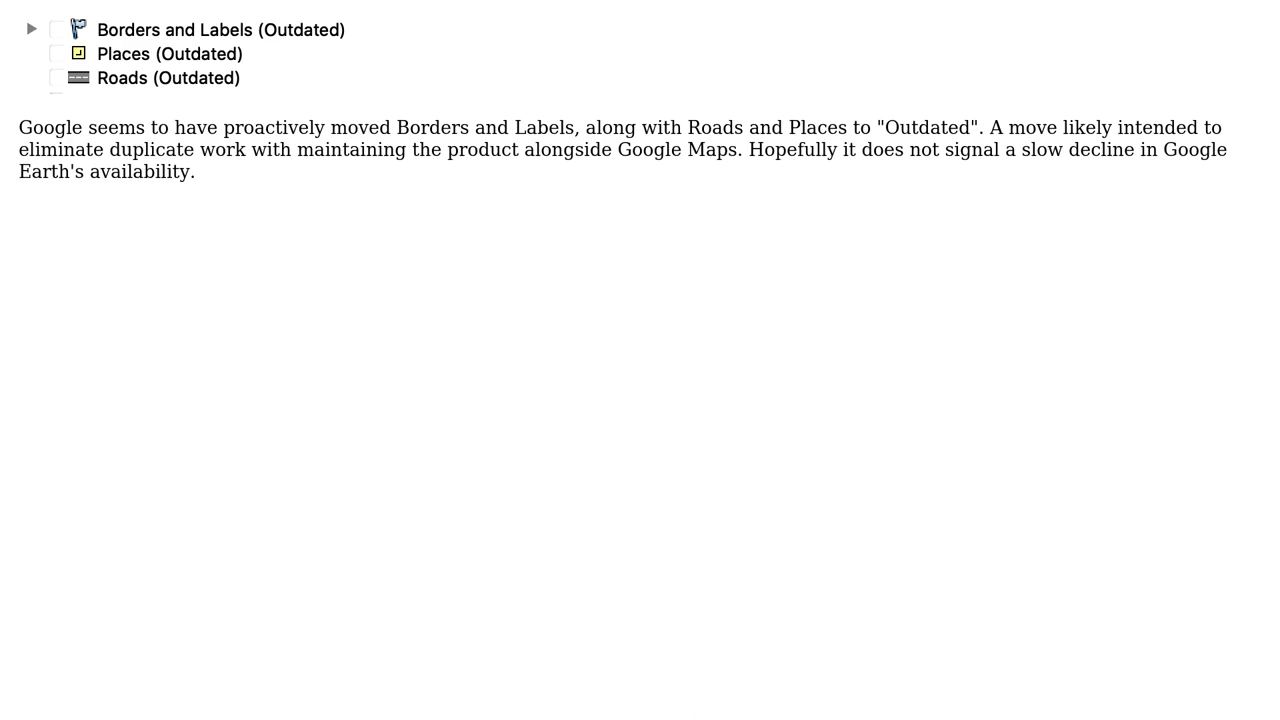 Borders and Labels (Outdated)
Places (Outdated)
Roads (Outdated)
Google seems to have proactively moved Borders and Labels, along with Roads and Places to "Outdated". A move likely intended to
eliminate duplicate work with maintaining the product alongside Google Maps. Hopefully it does not signal a slow decline in Google
Earth's availability.